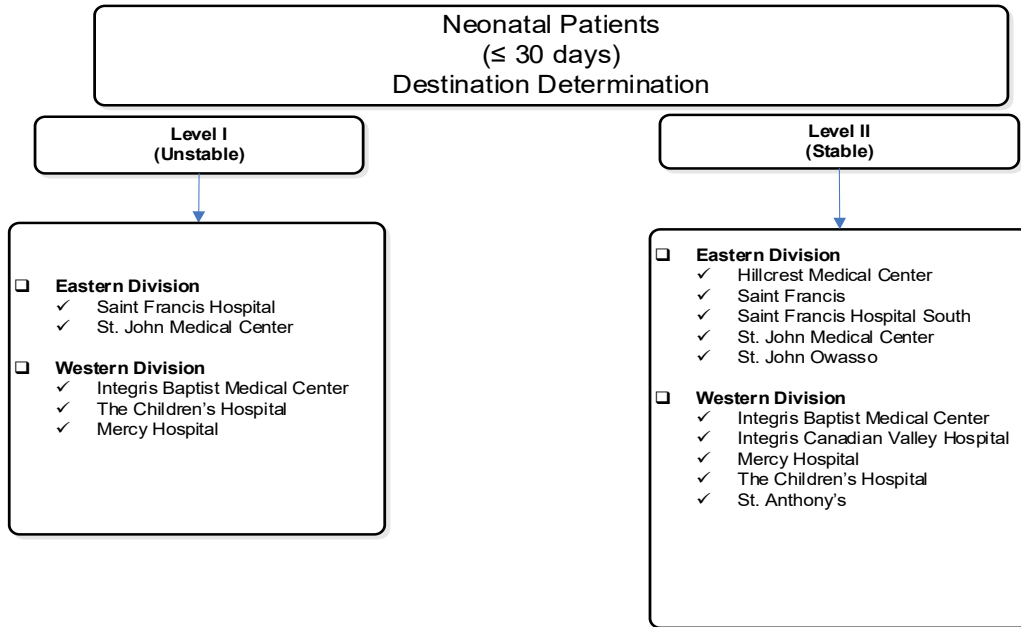 Neonatal Patients
(≤ 30 days)
Destination Determination
Level I
(Unstable)
❑ Eastern Division
✓ Saint Francis Hospital
✓ St. John Medical Center
❑ Western Division
✓ Integris Baptist Medical Center
✓ The Children's Hospital
✓ Mercy Hospital
Level II
(Stable)
❑ Eastern Division
✓ Hillcrest Medical Center
✓ Saint Francis
✓ Saint Francis Hospital South
✓ St. John Medical Center
✓ St. John Owasso
❑ Western Division
✓ Integris Baptist Medical Center
✓ Integris Canadian Valley Hospital
✓ Mercy Hospital
✓ The Children's Hospital
✓ St. Anthony's